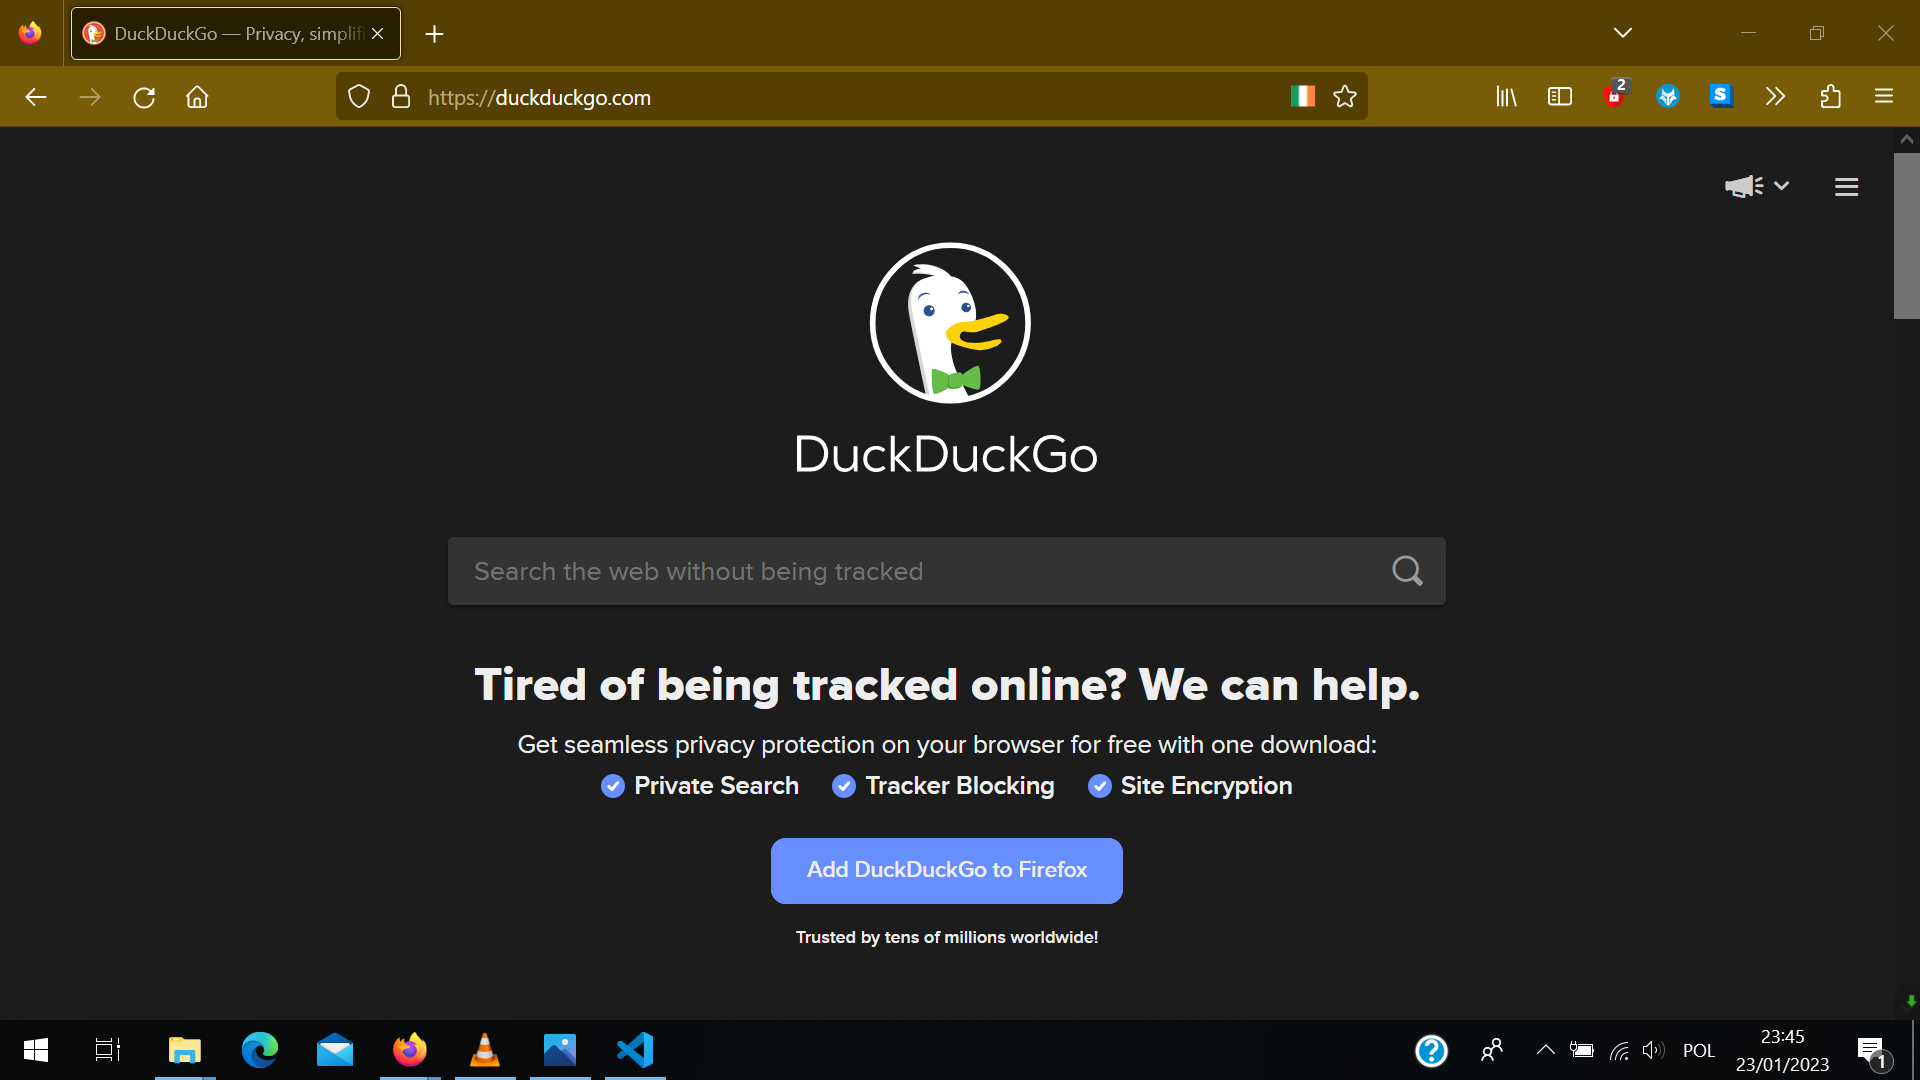 DuckDuckGo — Privacy, simplifi
https://duckduckgo.com
2
S
DuckDuckGo
Search the web without being tracked
Tired of being tracked online? We can help.
Get seamless privacy protection on your browser for free with one download:
Private Search Tracker Blocking Site Encryption
Add DuckDuckGo to Firefox
Trusted by tens of millions worldwide!
?
POL
23:45
23/01/2023
1